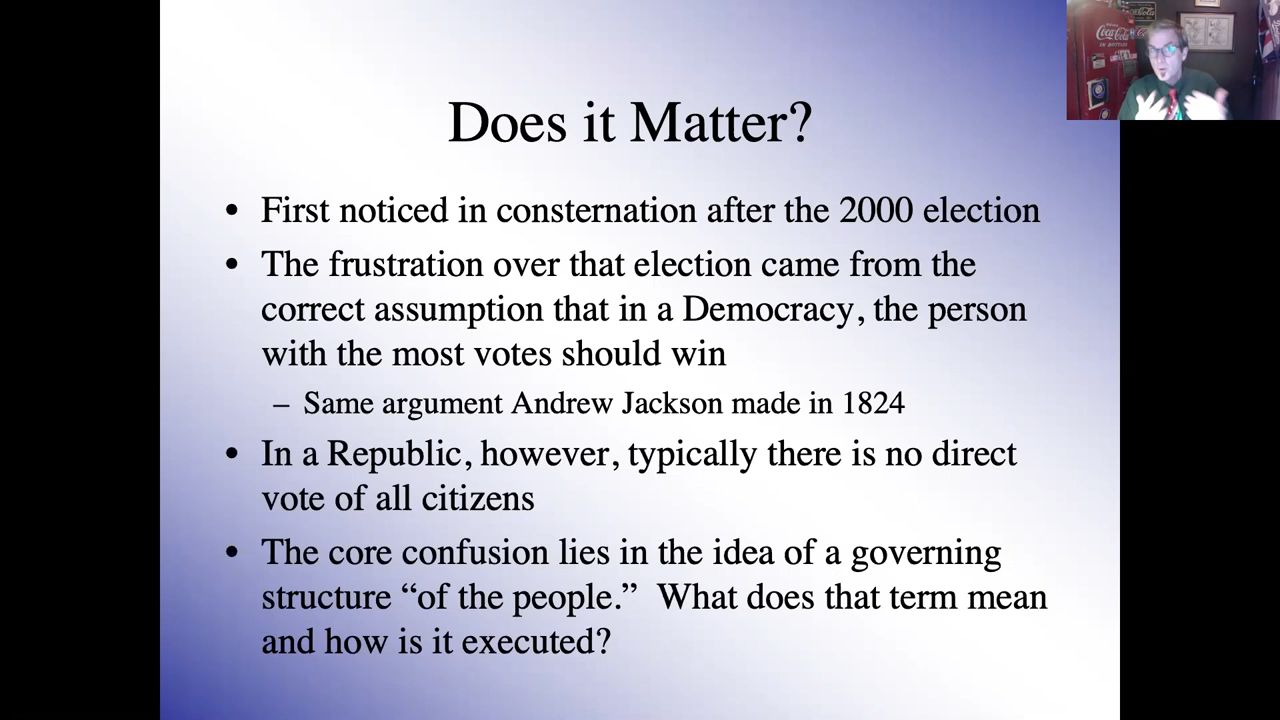 Does it Matter?
• First noticed in consternation after the 2000 election
• The frustration over that election came from the
correct assumption that in a Democracy, the person
with the most votes should win
– Same argument Andrew Jackson made in 1824
• In a Republic, however, typically there is no direct
vote of all citizens
• The core confusion lies in the idea of a governing
structure “of the people.”  What does that term mean
and how is it executed?
Coca-Cola